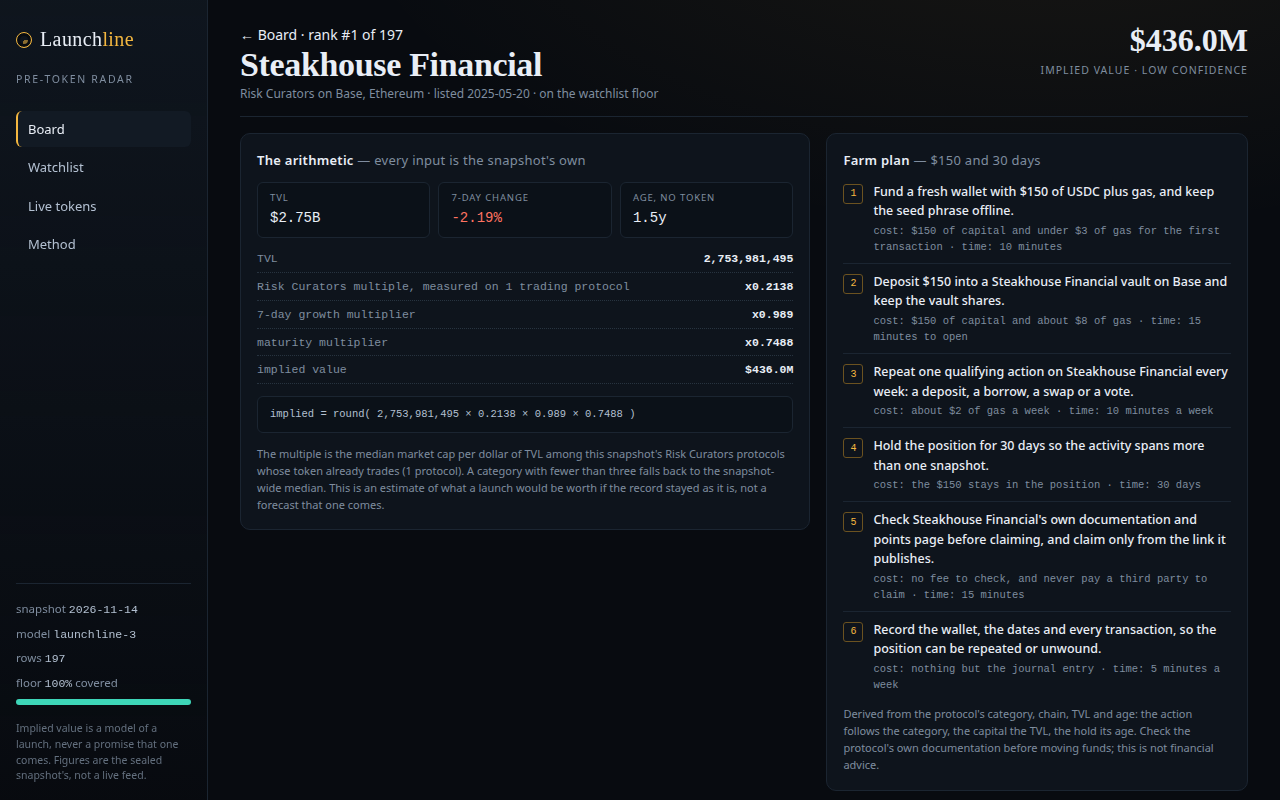 Launchline
PRE-TOKEN RADAR
Board
Watchlist
Live tokens
Method
snapshot 2026-11-14
model launchline-3
rows 197
floor 100% covered
Implied value is a model of a
launch, never a promise that one
comes. Figures are the sealed
snapshot's, not a live feed.
← Board · rank #1 of 197
Steakhouse Financial
Risk Curators on Base, Ethereum · listed 2025-05-20 · on the watchlist floor
$436.0M
IMPLIED VALUE · LOW CONFIDENCE
The arithmetic — every input is the snapshot's own
TVL
$2.75B
7-DAY CHANGE
-2.19%
AGE, NO TOKEN
1.5y
TVL 2,753,981,495
Risk Curators multiple, measured on 1 trading protocol x0.2138
7-day growth multiplier x0.989
maturity multiplier x0.7488
implied value $436.0M
implied = round( 2,753,981,495 × 0.2138 × 0.989 × 0.7488 )
The multiple is the median market cap per dollar of TVL among this snapshot's Risk Curators protocols
whose token already trades (1 protocol). A category with fewer than three falls back to the snapshot-
wide median. This is an estimate of what a launch would be worth if the record stayed as it is, not a
forecast that one comes.
Farm plan — $150 and 30 days
1 Fund a fresh wallet with $150 of USDC plus gas, and keep
the seed phrase offline.
cost: $150 of capital and under $3 of gas for the first
transaction · time: 10 minutes
2 Deposit $150 into a Steakhouse Financial vault on Base and
keep the vault shares.
cost: $150 of capital and about $8 of gas · time: 15
minutes to open
3 Repeat one qualifying action on Steakhouse Financial every
week: a deposit, a borrow, a swap or a vote.
cost: about $2 of gas a week · time: 10 minutes a week
4 Hold the position for 30 days so the activity spans more
than one snapshot.
cost: the $150 stays in the position · time: 30 days
5 Check Steakhouse Financial's own documentation and
points page before claiming, and claim only from the link it
publishes.
cost: no fee to check, and never pay a third party to
claim · time: 15 minutes
6 Record the wallet, the dates and every transaction, so the
position can be repeated or unwound.
cost: nothing but the journal entry · time: 5 minutes a
week
Derived from the protocol's category, chain, TVL and age: the action
follows the category, the capital the TVL, the hold its age. Check the
protocol's own documentation before moving funds; this is not financial
advice.